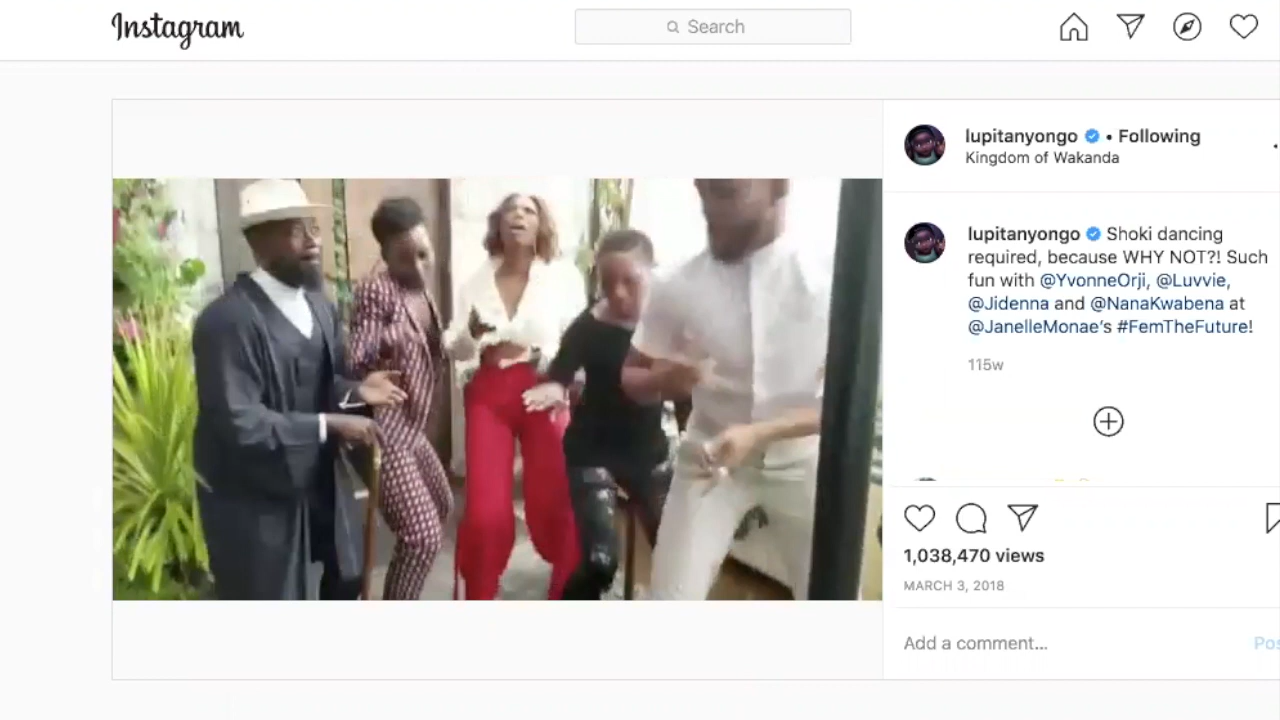 Instagram
Search
lupitanyongo • Following
Kingdom of Wakanda
lupitanyongo Shoki dancing
required, because WHY NOT?! Such
fun with @YvonneOrji, @Luvvie,
@Jidenna and @NanaKwabena at
@JanelleMonae's #FemTheFuture!
115w
1,038,470 views
MARCH 3, 2018
Add a comment...
Pos